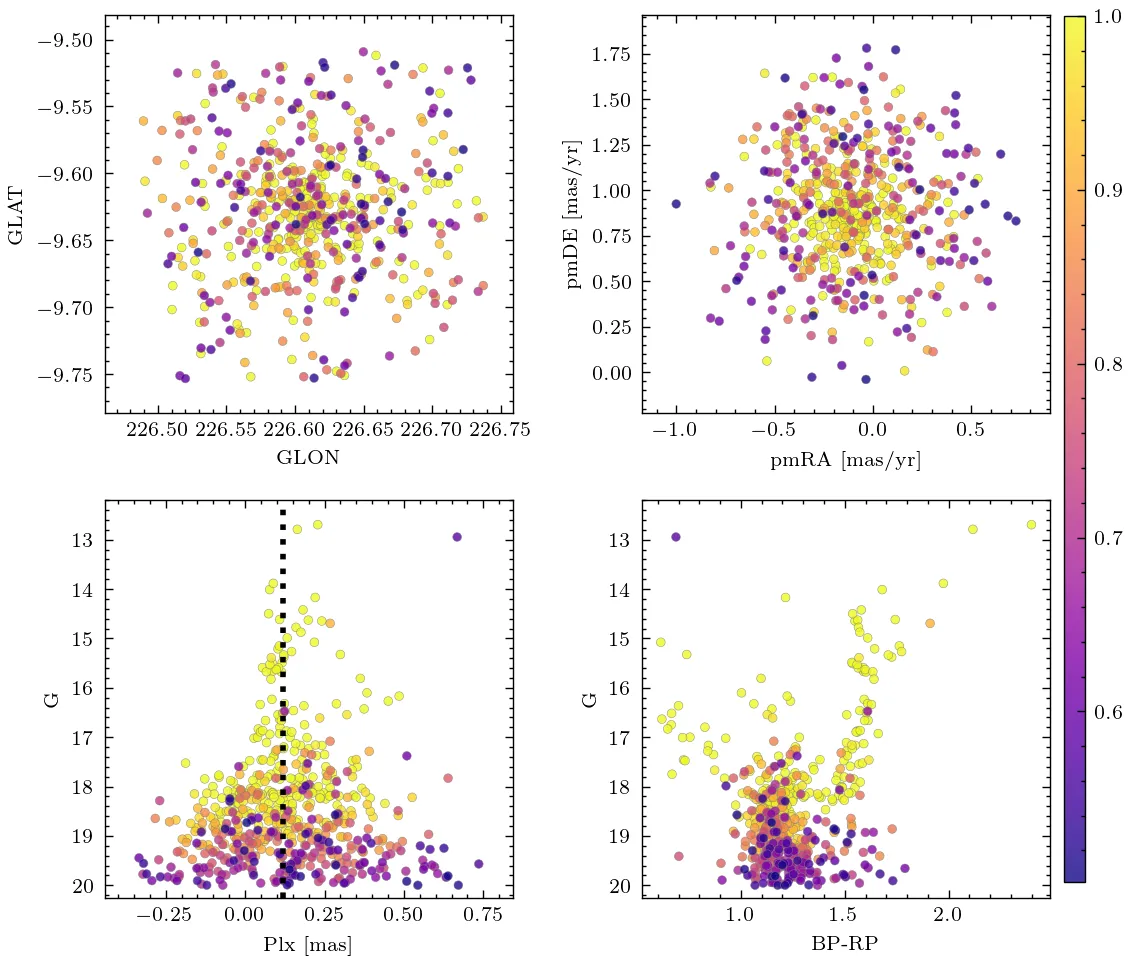 −9.50
−9.55
−9.60
−9.65
−9.70
−9.75
GLAT
226.50 226.55 226.60 226.65 226.70 226.75
GLON
1.75
1.50
1.25
1.00
0.75
0.50
0.25
0.00
pmDE [mas/yr]
−1.0 −0.5 0.0 0.5
pmRA [mas/yr]
13
14
15
16
17
18
19
20
G
−0.25 0.00 0.25 0.50 0.75
Plx [mas]
13
14
15
16
17
18
19
20
G
1.0 1.5 2.0
BP-RP
1.0
0.9
0.8
0.7
0.6